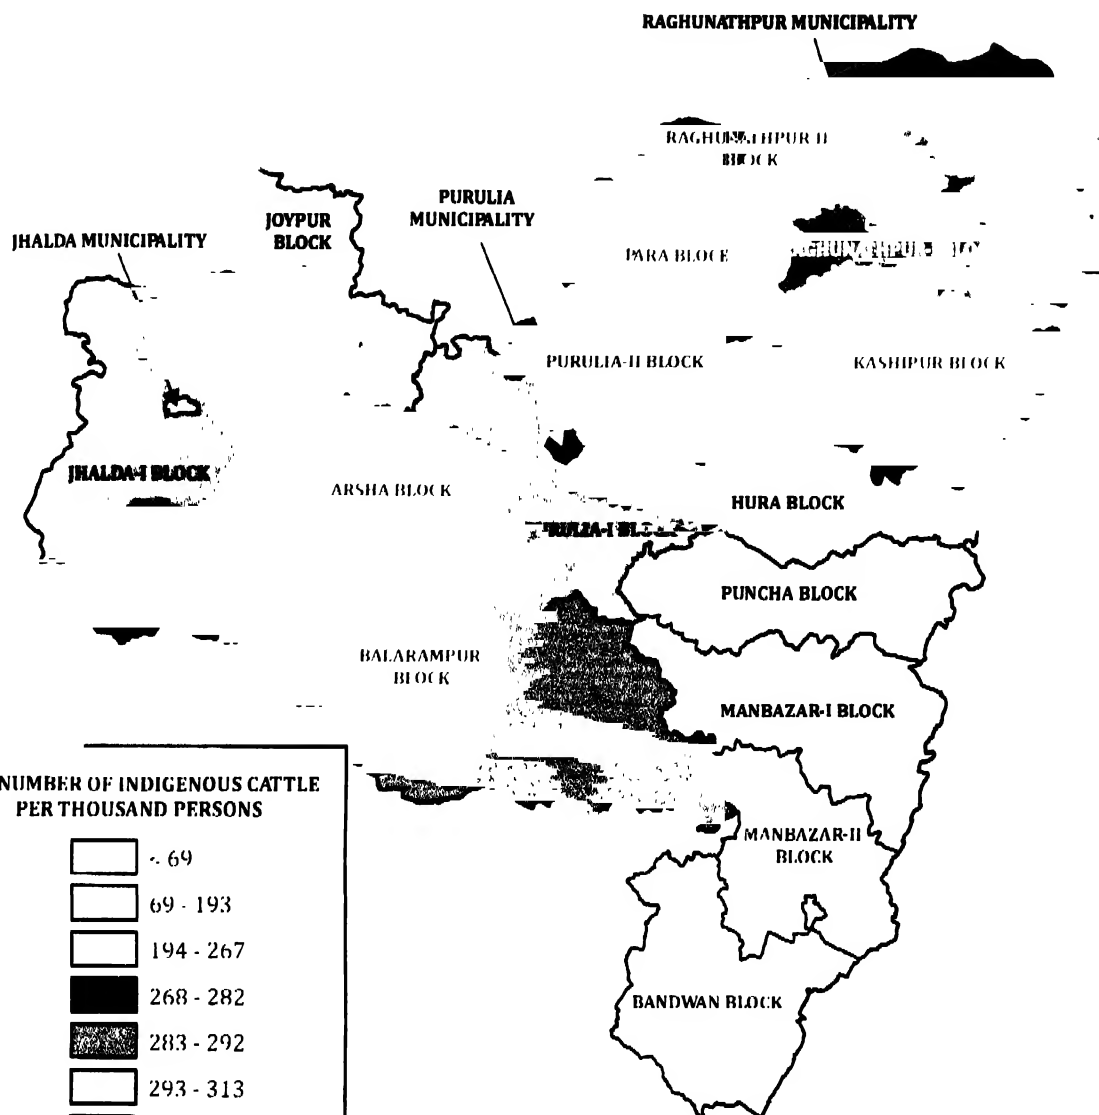 RAGHUNATHPUR MUNICIPALITY
RAGHUNATHPUR II
BLOCK
PURULIA
MUNICIPALITY
JOYPUR
BLOCK
JHALDA MUNICIPALITY
PARA BLOCK
PURULIA-II BLOCK
KASHIPUR BLOCK
JHALDA-I BLOCK
ARSHA BLOCK
HURA BLOCK
PUNCHA BLOCK
BALARAMPUR
BLOCK
MANBAZAR-I BLOCK
NUMBER OF INDIGENOUS CATTLE
PER THOUSAND PERSONS
MANBAZAR-II
BLOCK
69
69 - 193
194 - 267
268 - 282
283 - 292
293 - 313
BANDWAN BLOCK